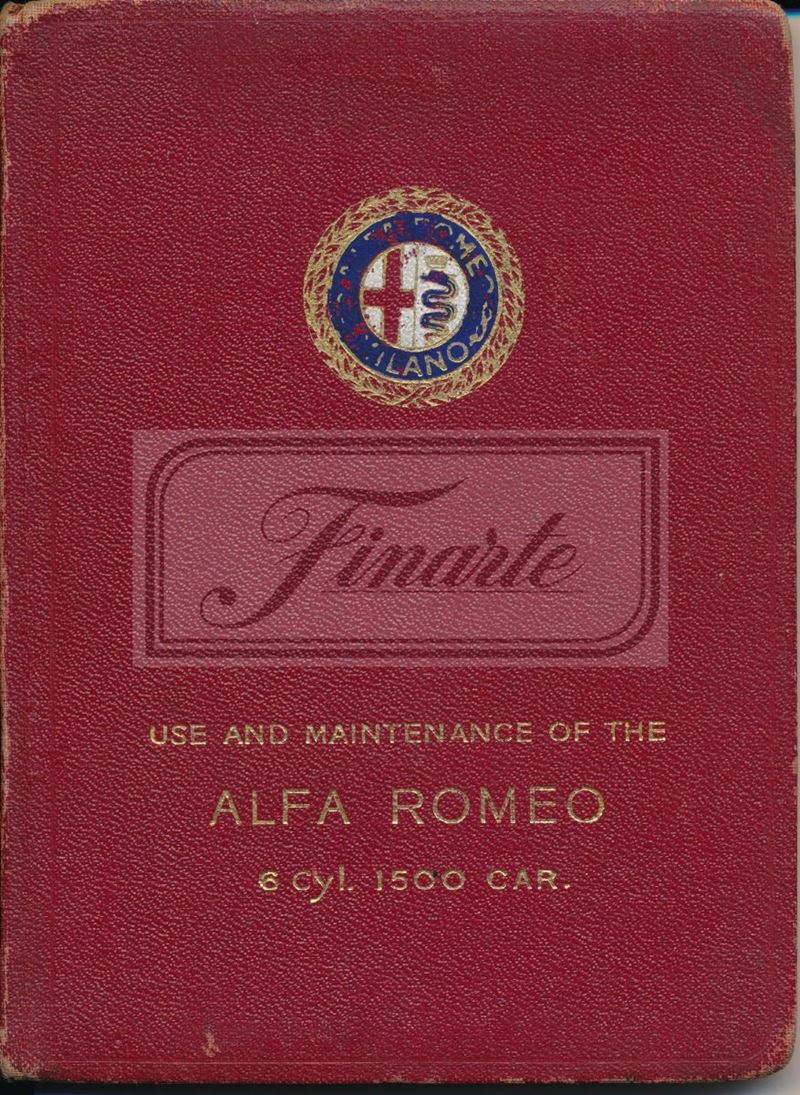 ALFA ROMEO
MILANO
Finarte
USE AND MAINTENANCE OF THE
ALFA ROMEO
6 Cyl. 1500 CAR.